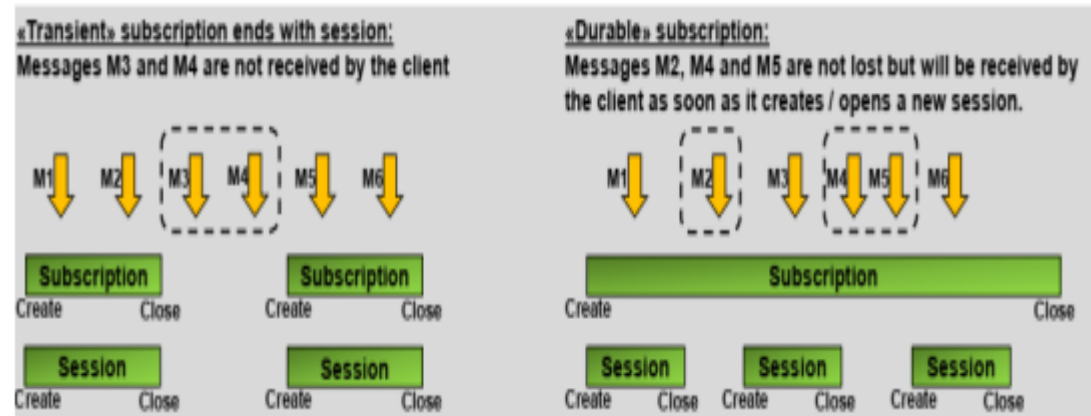 «Transient» subscription ends with session:
Messages M3 and M4 are not received by the client
M1 M2 M3 M4 M5 M6
Subscription Subscription
Create Close Create Close
Session Session
Create Close Create Close
«Durable» subscription:
Messages M2, M4 and M5 are not lost but will be received by
the client as soon as it creates / opens a new session.
M1 M2 M3 M4 M5 M6
Subscription
Create Close
Session Session Session
Create Close Create Close Create Close